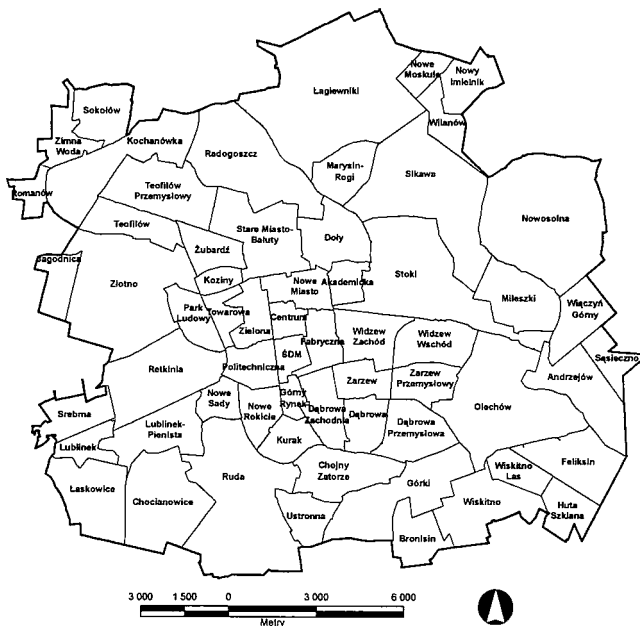 Łagiewniki
Nowe
Moskule
Nowy
Imielnik
Sokołów
Wilanów
Zimna
Woda
Kochanówka
Radogoszcz
Marysin-
Rogi
Sikawa
Romanów
Teofilów
Przemysłowy
Nowosolna
Teofilów
Stare Miasto-
Bałuty
Doły
Żubardź
Jagodnica
Złotno
Koziny
Nowe
Miasto
Akademicka
Stoki
Mileszki
Wiączyń
Górny
Park
Ludowy
Towarowa
Zielona
Centrum
Fabryczna
Widzew
Zachód
Widzew
Wschód
ŚDM
Sąsieczno
Retkinia
Politechniczna
Zarzew
Zarzew
Przemysłowy
Andrzejów
Srebrna
Nowe
Sady
Nowe
Rokicie
Górny
Rynek
Dąbrowa
Zachodnia
Dąbrowa
Dąbrowa
Przemysłowa
Olechów
Lublinek
Lublinek-
Pienista
Kurak
Łaskowice
Chocianowice
Ruda
Chojny
Zatorze
Górki
Wiskitno
Las
Feliksin
Wiskitno
Huta
Szklana
Ustronna
Bronisin
3 000 1 500 0 3 000 6 000
Metry